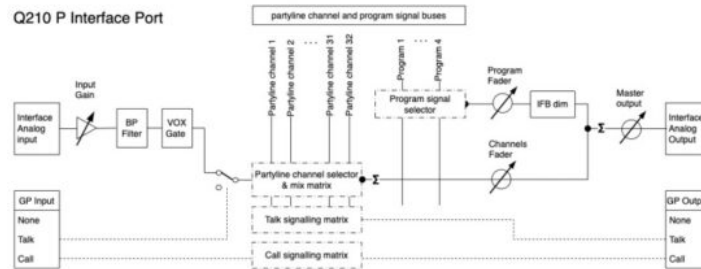 Q210 P Interface Port
partyline channel and program signal buses
Partyline channel 1
Partyline channel 2
Partyline channel 31
Partyline channel 32
Program 1
Program 4
Input
Gain
Program
Fader
Master
output
Interface
Analog
input
BP
Filter
VOX
Gate
Program signal
selector
IFB dim
Σ
Interface
Analog
Output
Channels
Fader
Partyline channel selector
& mix matrix
Σ
GP Input
None
Talk
Call
Talk signalling matrix
Call signalling matrix
GP Output
None
Talk
Call